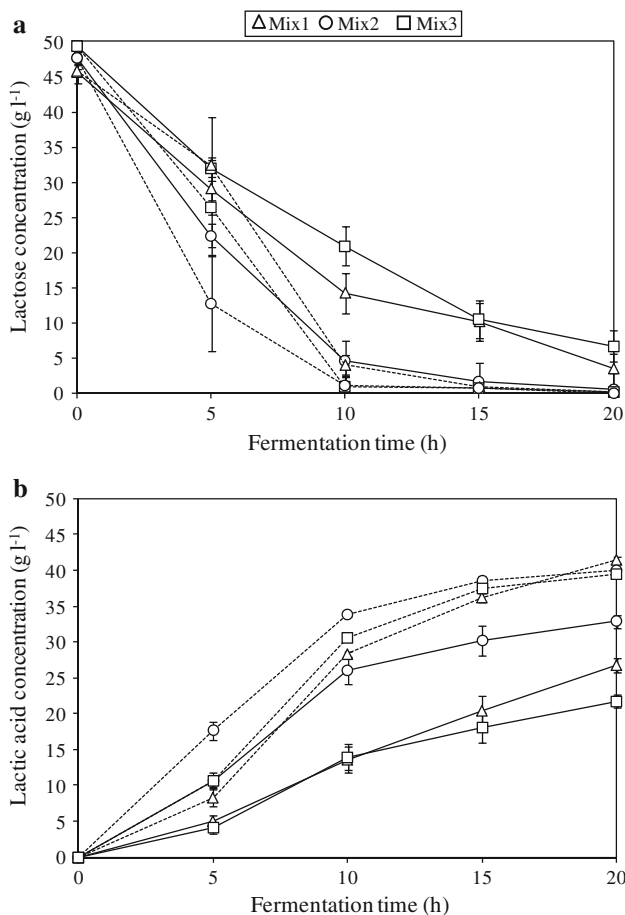 Mix1 Mix2 Mix3
a
50
45
40
35
30
25
20
15
10
5
0
Lactose concentration (g l⁻¹)
0 5 10 15 20
Fermentation time (h)
b
50
45
40
35
30
25
20
15
10
5
0
Lactic acid concentration (g l⁻¹)
0 5 10 15 20
Fermentation time (h)